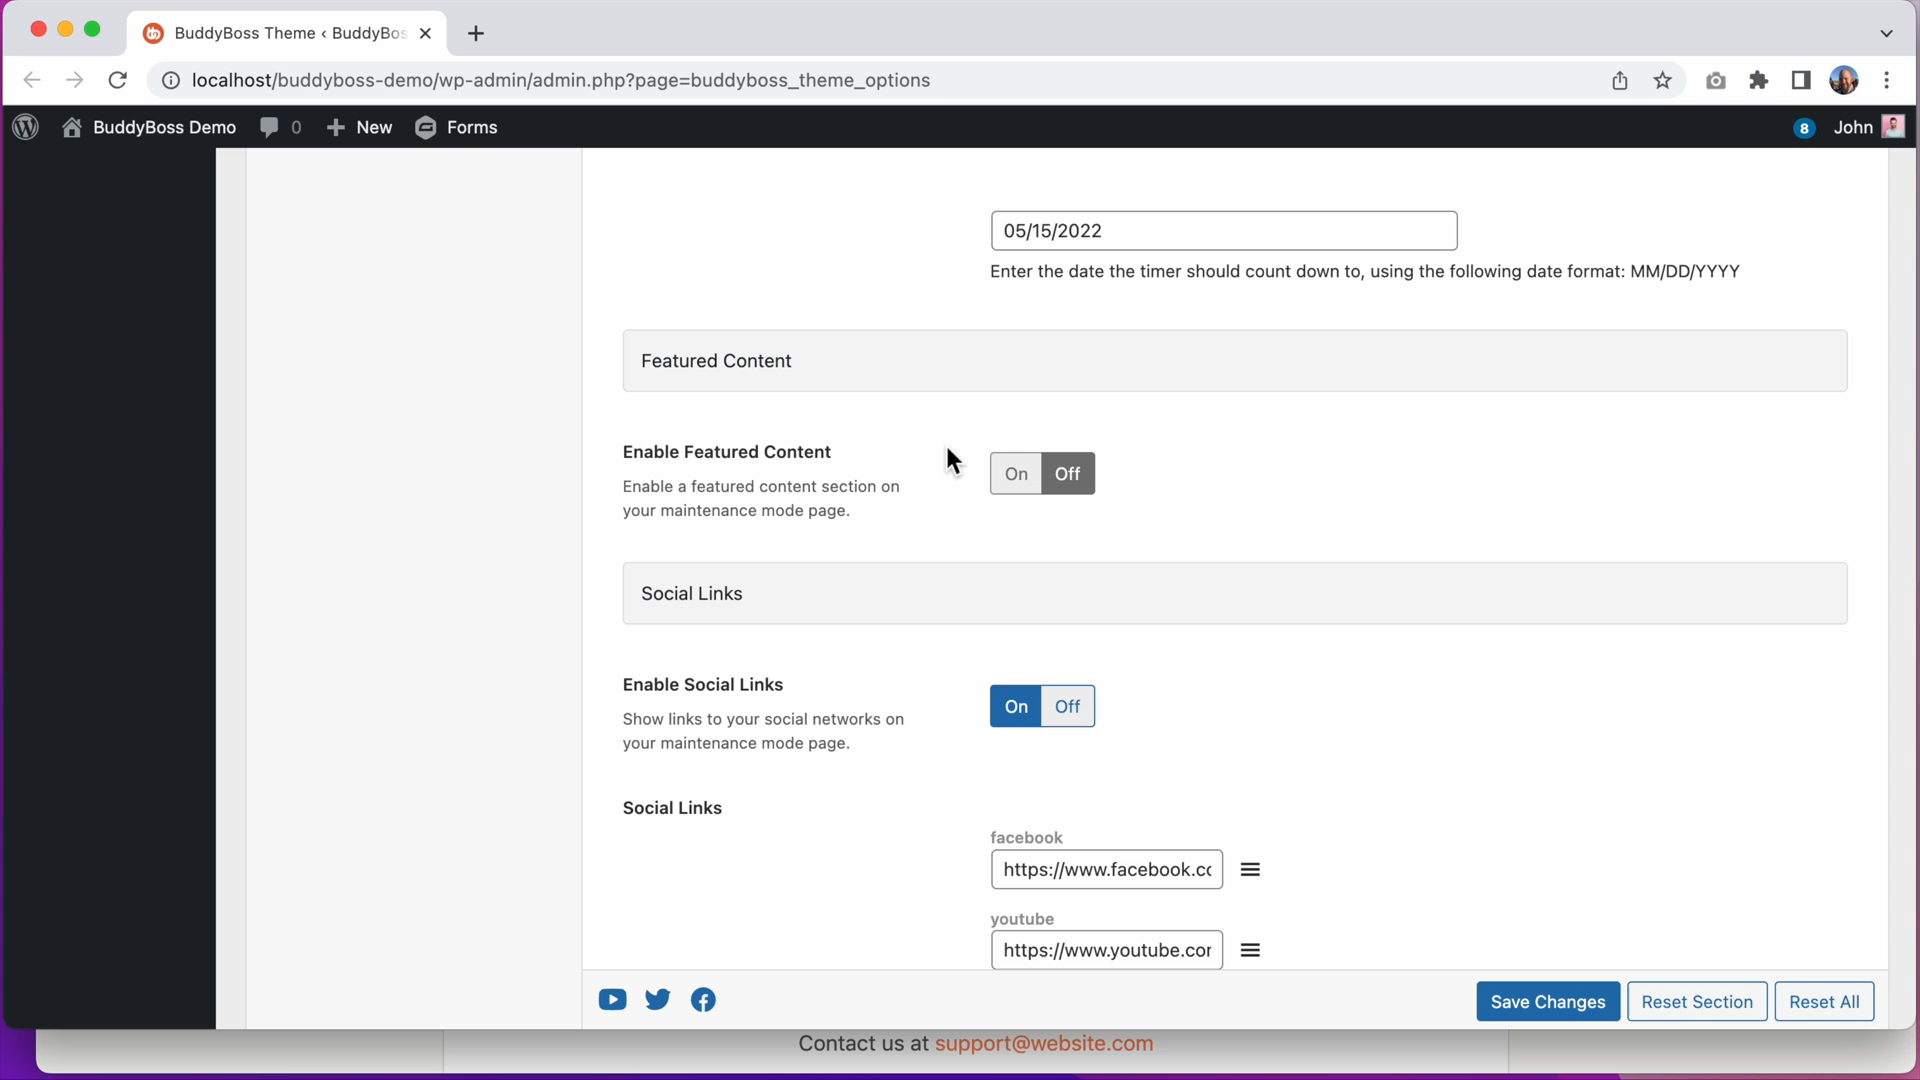 BuddyBoss Theme ‹ BuddyBos
localhost/buddyboss-demo/wp-admin/admin.php?page=buddyboss_theme_options
BuddyBoss Demo 0 New Forms 8 John
05/15/2022
Enter the date the timer should count down to, using the following date format: MM/DD/YYYY
Featured Content
Enable Featured Content
On Off
Enable a featured content section on
your maintenance mode page.
Social Links
Enable Social Links
On Off
Show links to your social networks on
your maintenance mode page.
Social Links
facebook
https://www.facebook.cc
youtube
https://www.youtube.cor
Save Changes Reset Section Reset All
Contact us at support@website.com